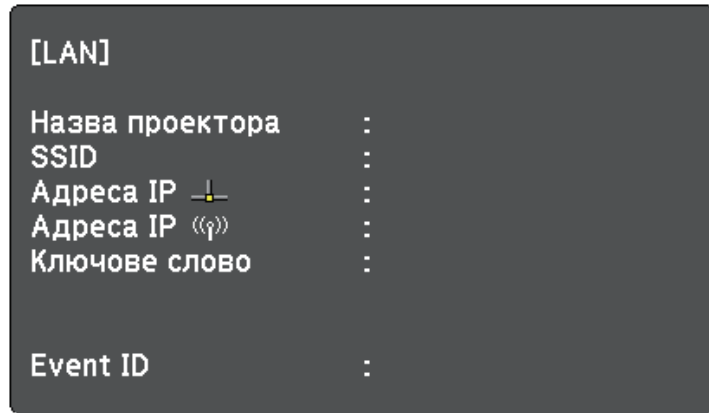 [LAN]
Назва проектора :
SSID :
Адреса IP :
Адреса IP :
Ключове слово :
Event ID :